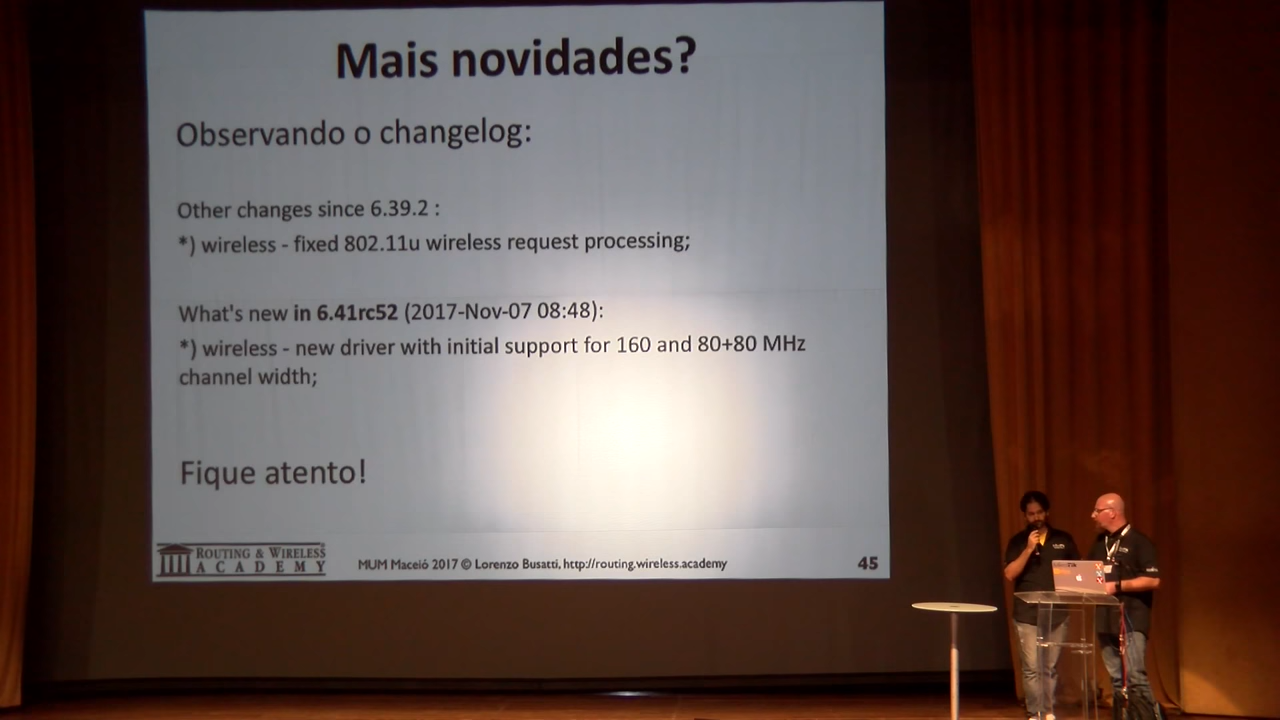 Mais novidades?
Observando o changelog:
Other changes since 6.39.2 :
*) wireless - fixed 802.11u wireless request processing;
What's new in 6.41rc52 (2017-Nov-07 08:48):
*) wireless - new driver with initial support for 160 and 80+80 MHz
channel width;
Fique atento!
ROUTING & WIRELESS
ACADEMY
MUM Maceió 2017 © Lorenzo Busatti, http://routing.wireless.academy
45